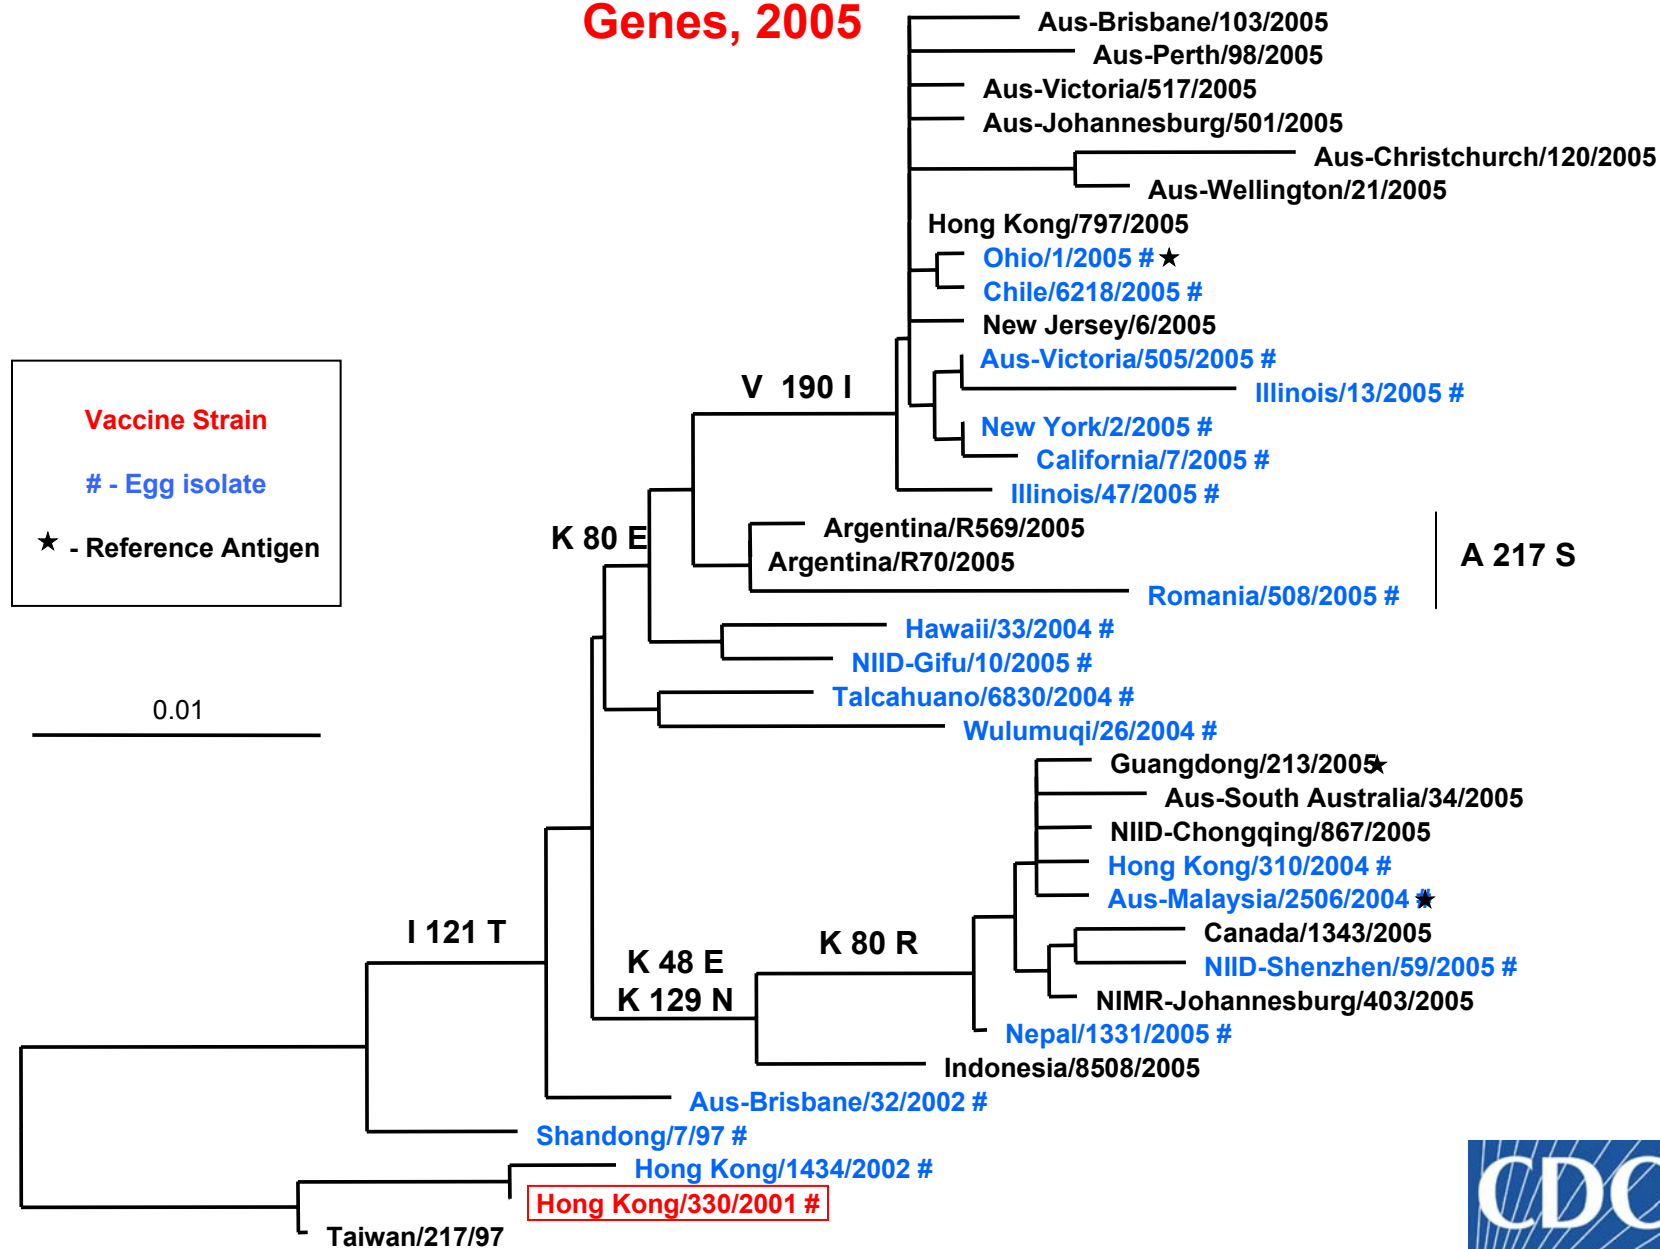 Genes, 2005
Aus-Brisbane/103/2005
Aus-Perth/98/2005
Aus-Victoria/517/2005
Aus-Johannesburg/501/2005
Aus-Christchurch/120/2005
Aus-Wellington/21/2005
Hong Kong/797/2005
Ohio/1/2005 # ★
Chile/6218/2005 #
New Jersey/6/2005
Aus-Victoria/505/2005 #
V 190 I
Illinois/13/2005 #
Vaccine Strain
New York/2/2005 #
California/7/2005 #
# - Egg isolate
Illinois/47/2005 #
Argentina/R569/2005
K 80 E
★ - Reference Antigen
A 217 S
Argentina/R70/2005
Romania/508/2005 #
Hawaii/33/2004 #
NIID-Gifu/10/2005 #
Talcahuano/6830/2004 #
0.01
Wulumuqi/26/2004 #
Guangdong/213/2005 ★
Aus-South Australia/34/2005
NIID-Chongqing/867/2005
Hong Kong/310/2004 #
Aus-Malaysia/2506/2004 # ★
I 121 T
Canada/1343/2005
K 80 R
K 48 E
NIID-Shenzhen/59/2005 #
K 129 N
NIMR-Johannesburg/403/2005
Nepal/1331/2005 #
Indonesia/8508/2005
Aus-Brisbane/32/2002 #
Shandong/7/97 #
Hong Kong/1434/2002 #
Hong Kong/330/2001 #
Taiwan/217/97
CDC